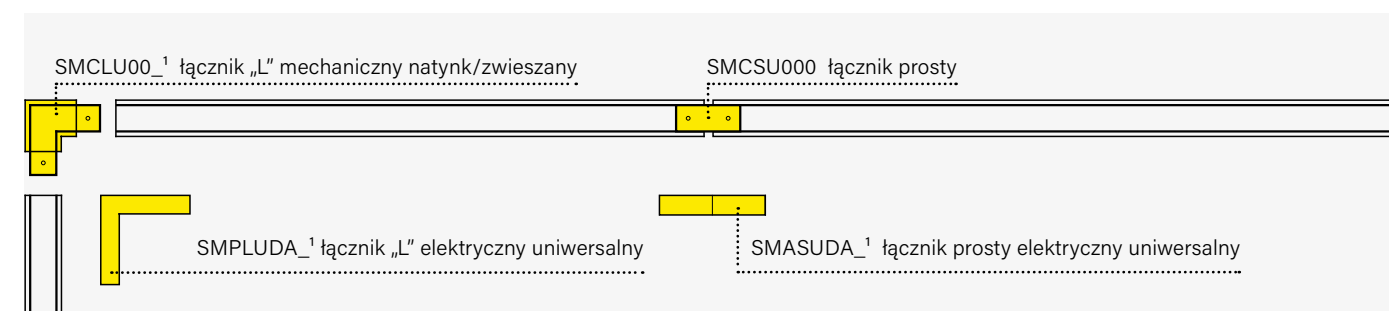 SMCLU00_¹ łącznik „L” mechaniczny natynk/zwieszany
SMCSU000 łącznik prosty
SMPLUDA_¹ łącznik „L” elektryczny uniwersalny
SMASUDA_¹ łącznik prosty elektryczny uniwersalny